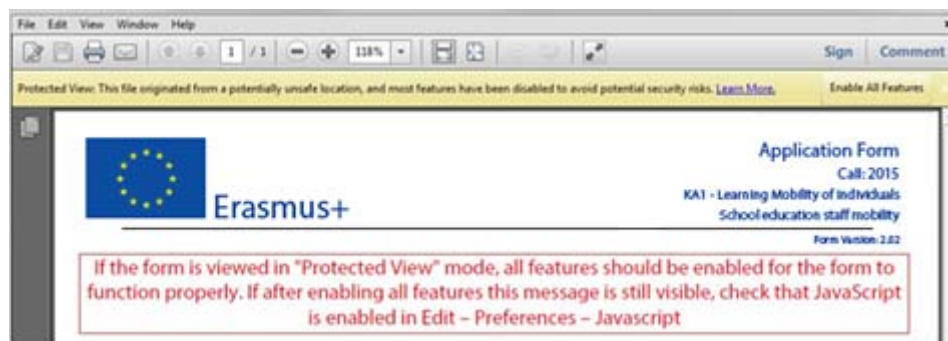 File Edit View Window Help
1 / 1 118% Sign Comment
Protected View: This file originated from a potentially unsafe location, and most features have been disabled to avoid potential security risks. Learn More. Enable All Features
Application Form
Call: 2015
Erasmus+
KA1 - Learning Mobility of Individuals
School education staff mobility
Form Version: 2.02
If the form is viewed in "Protected View" mode, all features should be enabled for the form to
function properly. If after enabling all features this message is still visible, check that JavaScript
is enabled in Edit – Preferences – Javascript